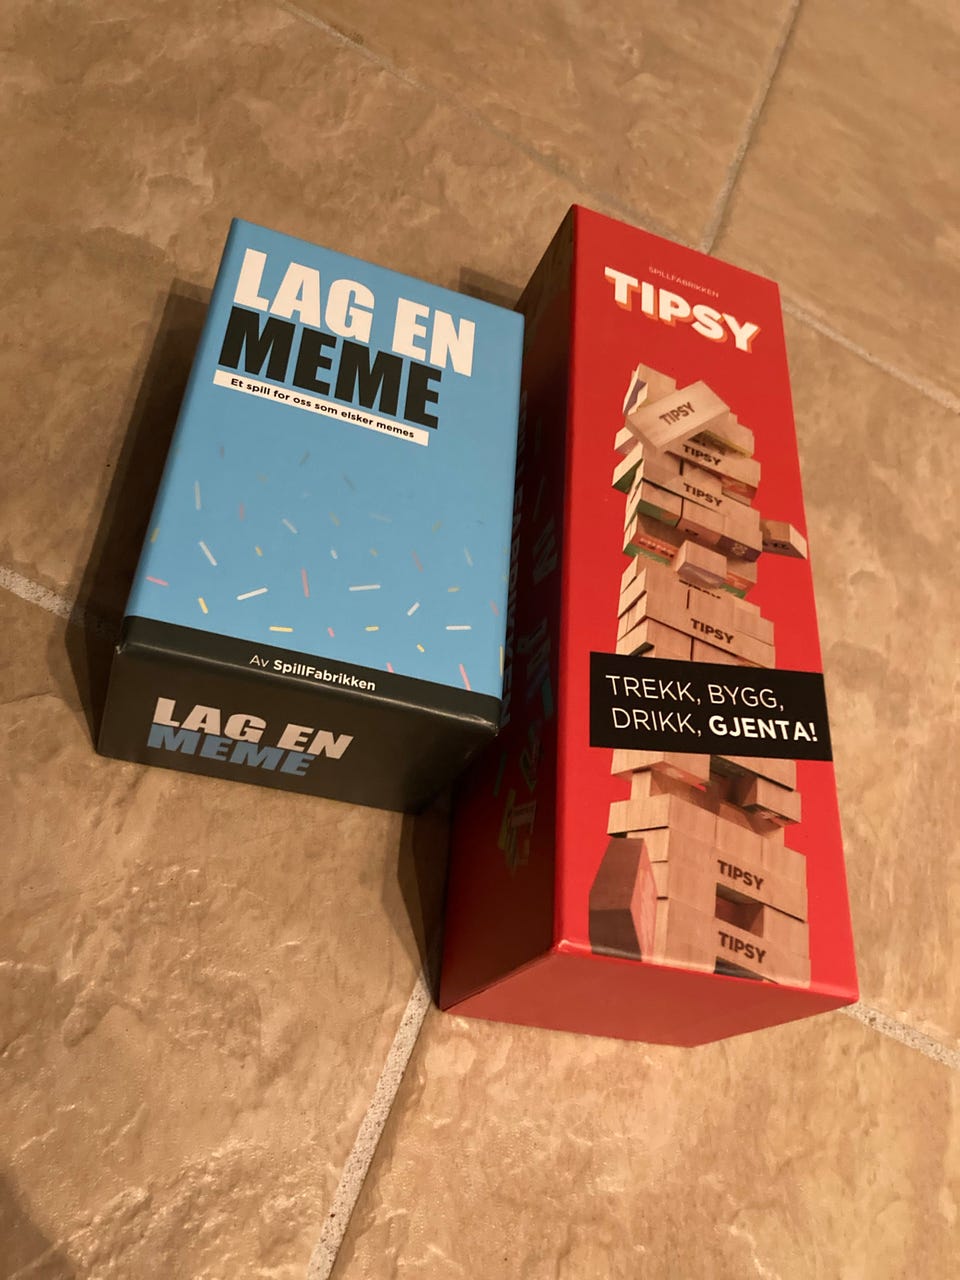 LAG EN
MEME
Et spill for oss som elsker memes
Av SpillFabrikken
LAG EN
MEME
SPILLFABRIKKEN
TIPSY
TIPSY
TIPSY
TIPSY
TIPSY
TREKK, BYGG,
DRIKK, GJENTA!
TIPSY
TIPSY